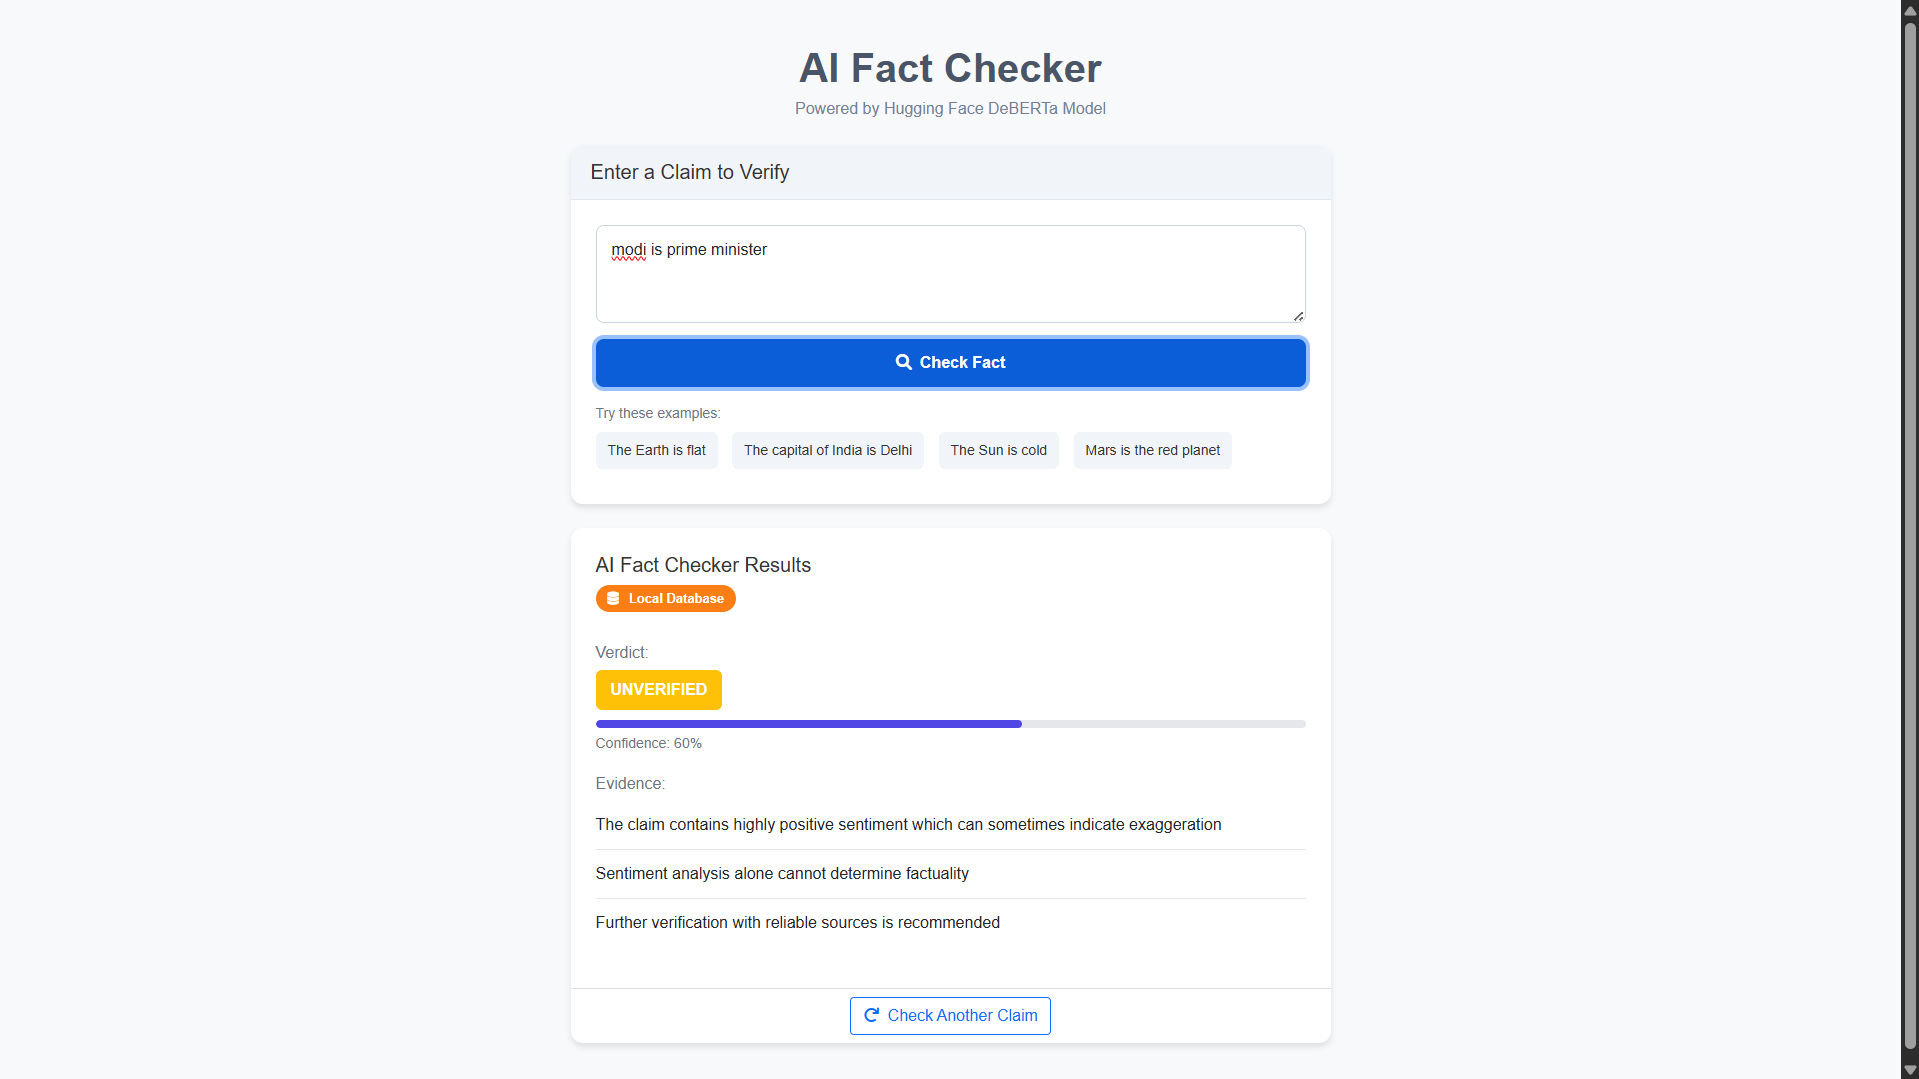 AI Fact Checker
Powered by Hugging Face DeBERTa Model
Enter a Claim to Verify
modi is prime minister
Check Fact
Try these examples:
The Earth is flat
The capital of India is Delhi
The Sun is cold
Mars is the red planet
AI Fact Checker Results
Local Database
Verdict:
UNVERIFIED
Confidence: 60%
Evidence:
The claim contains highly positive sentiment which can sometimes indicate exaggeration
Sentiment analysis alone cannot determine factuality
Further verification with reliable sources is recommended
Check Another Claim